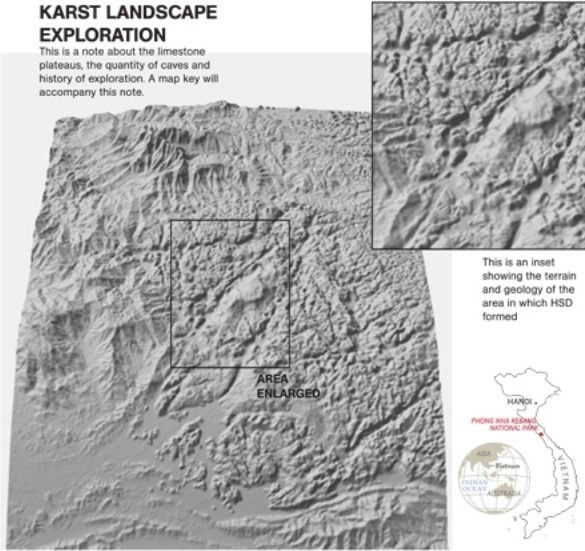 KARST LANDSCAPE
EXPLORATION
This is a note about the limestone
plateaus, the quantity of caves and
history of exploration. A map key will
accompany this note.
This is an inset
showing the terrain
and geology of the
area in which HSD
formed
AREA
ENLARGED
HANOI
PHONG NHA KEBANG
NATIONAL PARK
VIETNAM
ASIA
Vietnam
INDIAN
OCEAN
AUSTRALIA